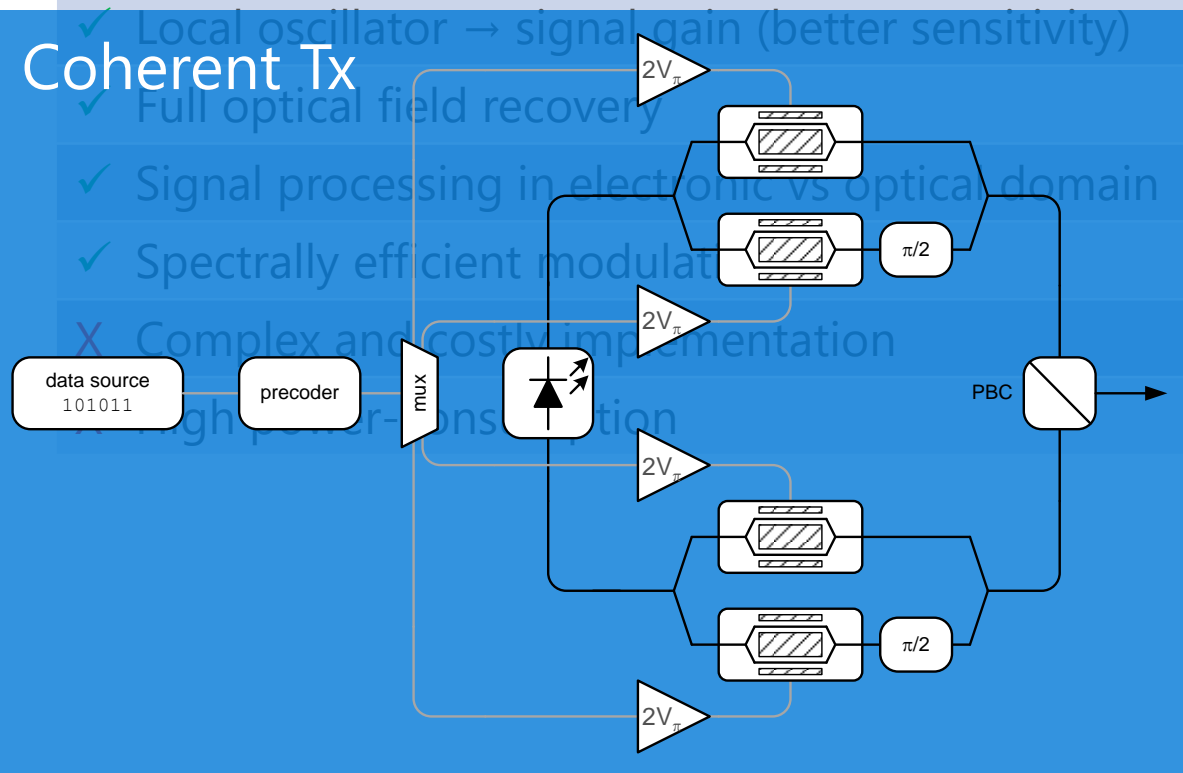 Local oscillator → signal gain (better sensitivity)
Coherent Tx
Full optical field recovery
Signal processing in electronic vs optical domain
Spectrally efficient
Complex and costly implementation
High power-
2Vπ
π/2
2Vπ
data source
101011
precoder
mux
PBC
2Vπ
π/2
2Vπ